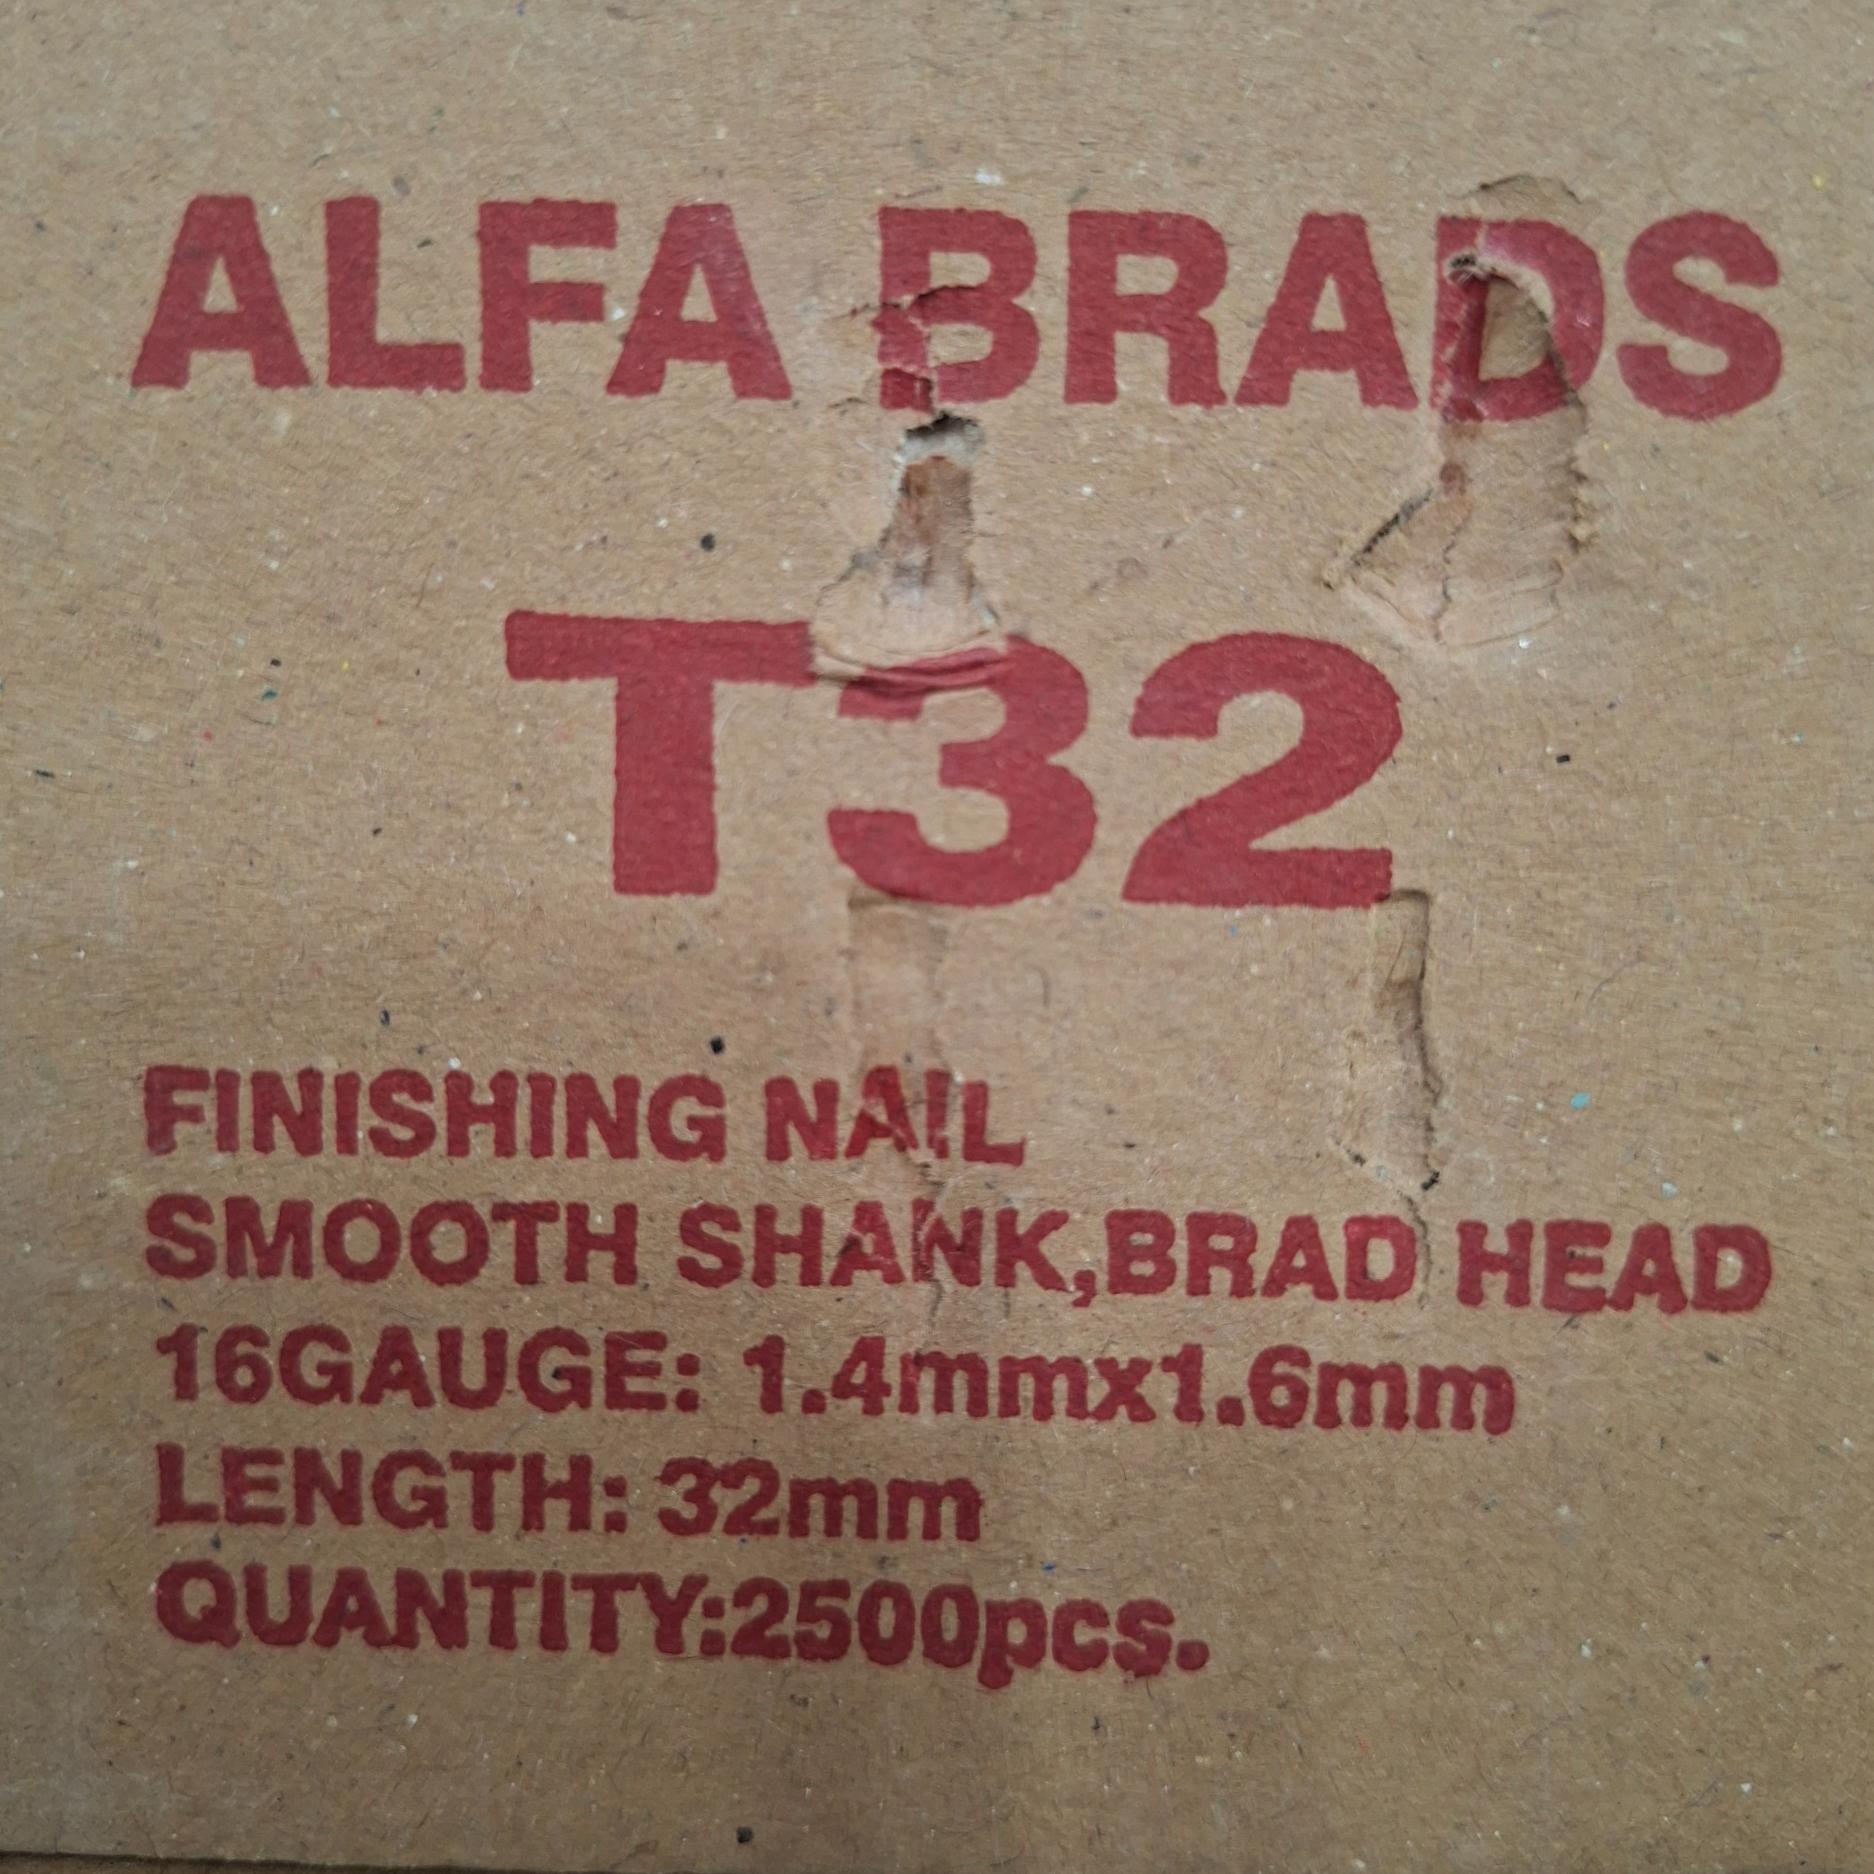 ALFA BRADS
T32
FINISHING NAIL
SMOOTH SHANK,BRAD HEAD
16GAUGE: 1.4mmx1.6mm
LENGTH: 32mm
QUANTITY:2500pcs.